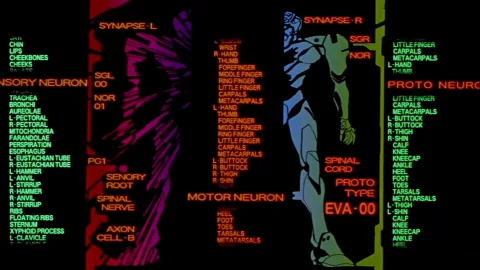 CHIN
LIPS
CHEEKBONES
CHEEKS
NSORY NEURON
TRACHEA
BRONCHI
AUREOLAE
L-PECTORAL
R-PECTORAL
MITOCHONDRIA
FARANDOLAE
PERSPIRATION
ESOPHAGUS
L-EUSTACHIAN TUBE
R-EUSTACHIAN TUBE
L-HAMMER
L-ANVIL
L-STIRRUP
R-HAMMER
R-ANVIL
R-STIRRUP
RIBS
FLOATING RIBS
STERNUM
XYPHOID PROCESS
L-CLAVICLE
SYNAPSE-L
SGL
00
NOR
01
PG1
SENORY
ROOT
SPINAL
NERVE
AXON
CELL-B
WRIST
R-HAND
THUMB
FOREFINGER
MIDDLE FINGER
RING FINGER
LITTLE FINGER
CARPALS
METACARPALS
L-HAND
THUMB
FOREFINGER
MIDDLE FINGER
RING FINGER
LITTLE FINGER
CARPALS
METACARPALS
L-BUTTOCK
R-BUTTOCK
R-THIGH
R-SHIN
MOTOR NEURON
HEEL
FOOT
TOES
TARSALS
METATARSALS
SYNAPSE-R
SGR
NOR
SPINAL
CORD
PROTO
TYPE
EVA-00
LITTLE FINGER
CARPALS
METACARPALS
L-HAND
THUMB
PROTO NEURO
LITTLE FINGER
CARPALS
METACARPALS
L-BUTTOCK
R-BUTTOCK
R-THIGH
R-SHIN
CALF
KNEE
KNEECAP
ANKLE
HEEL
FOOT
TOES
TARSALS
METATARSALS
L-THIGH
L-SHIN
CALF
KNEE
KNEECAP
ANKLE
HEEL